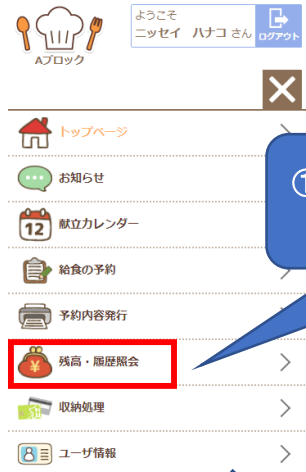 ようこそ
ニッセイ ハナコ さん
ログアウト
Aブロック
トップページ
お知らせ
12
献立カレンダー
①
給食の予約
予約内容発行
¥
残高・履歴照会
収納処理
ユーザ情報